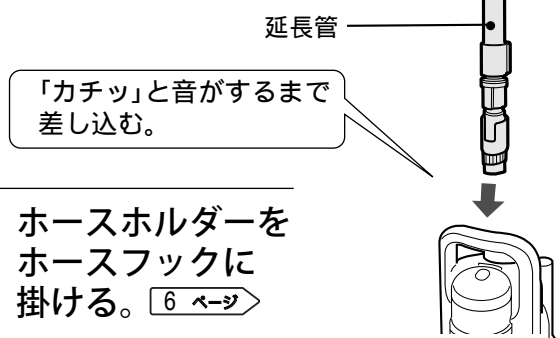 延長管
「カチッ」と音がするまで
差し込む。
ホースホルダーを
ホースフックに
掛ける。 6 ページ